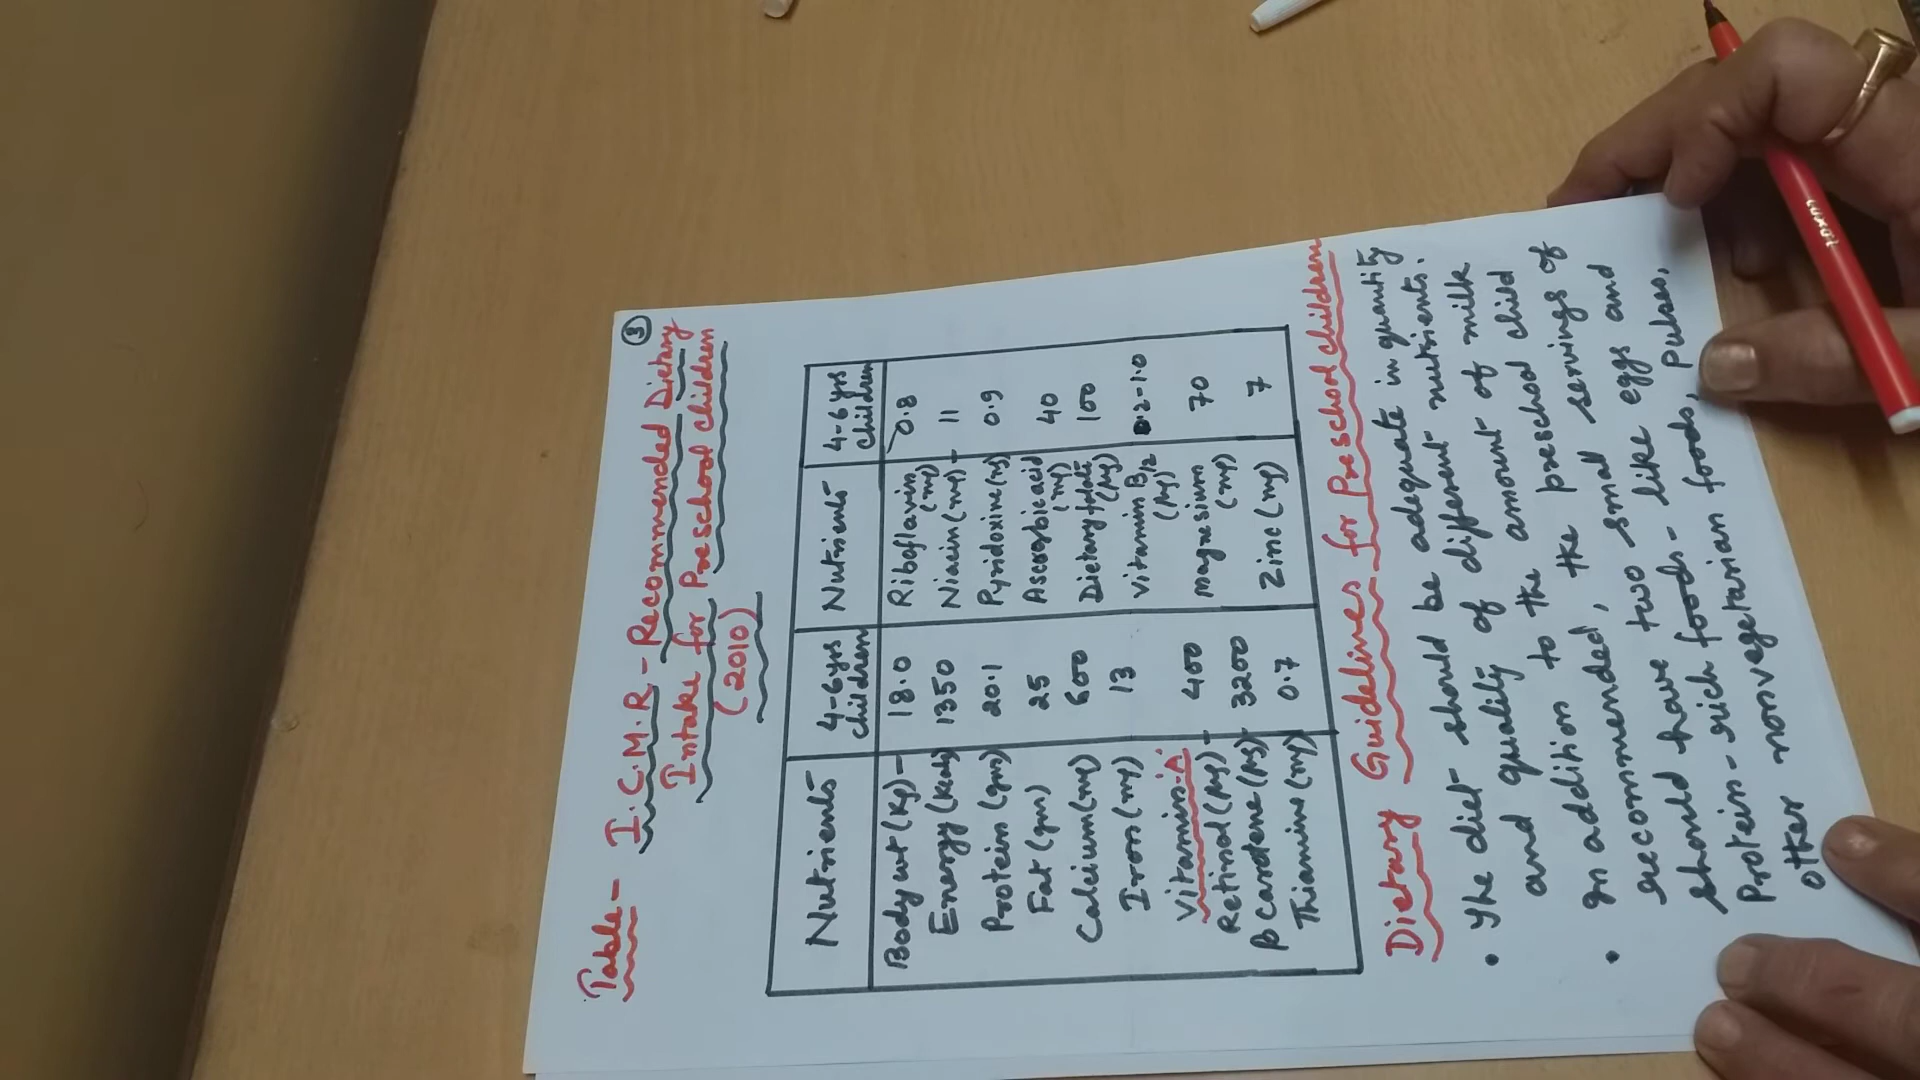 3
Table- I.C.M.R-Recommended Dietary
Intake for Preschool children
(2010)
Nutrients 4-6yrs children Nutrients 4-6yrs children
Body wt (Kg)- 18.0 Riboflavin (mg) 0.8
Energy (Kcal) 1350 Niacin (mg)- 11
Protein (gms) 20.1 Pyridoxine (mg) 0.9
Fat (gm) 25 Ascorbic acid (mg) 40
Calcium (mg) 600 Dietary folate (µg) 100
Iron (mg) 13 Vitamin B12 (µg) 0.2-1.0
Vitamin-A
Retinol (µg)- 400 Magnesium (mg) 70
β carotene (µg)- 3200 Zinc (mg) 7
Thiamine (mg) 0.7
Dietary Guidelines for Preschool children
• The diet should be adequate in quantity
and quality of different nutrients.
• In addition to the amount of milk
recommended, the preschool child
should have two small servings of
Protein-rich foods- like eggs and
other nonvegetarian foods, pulses,
Luxor